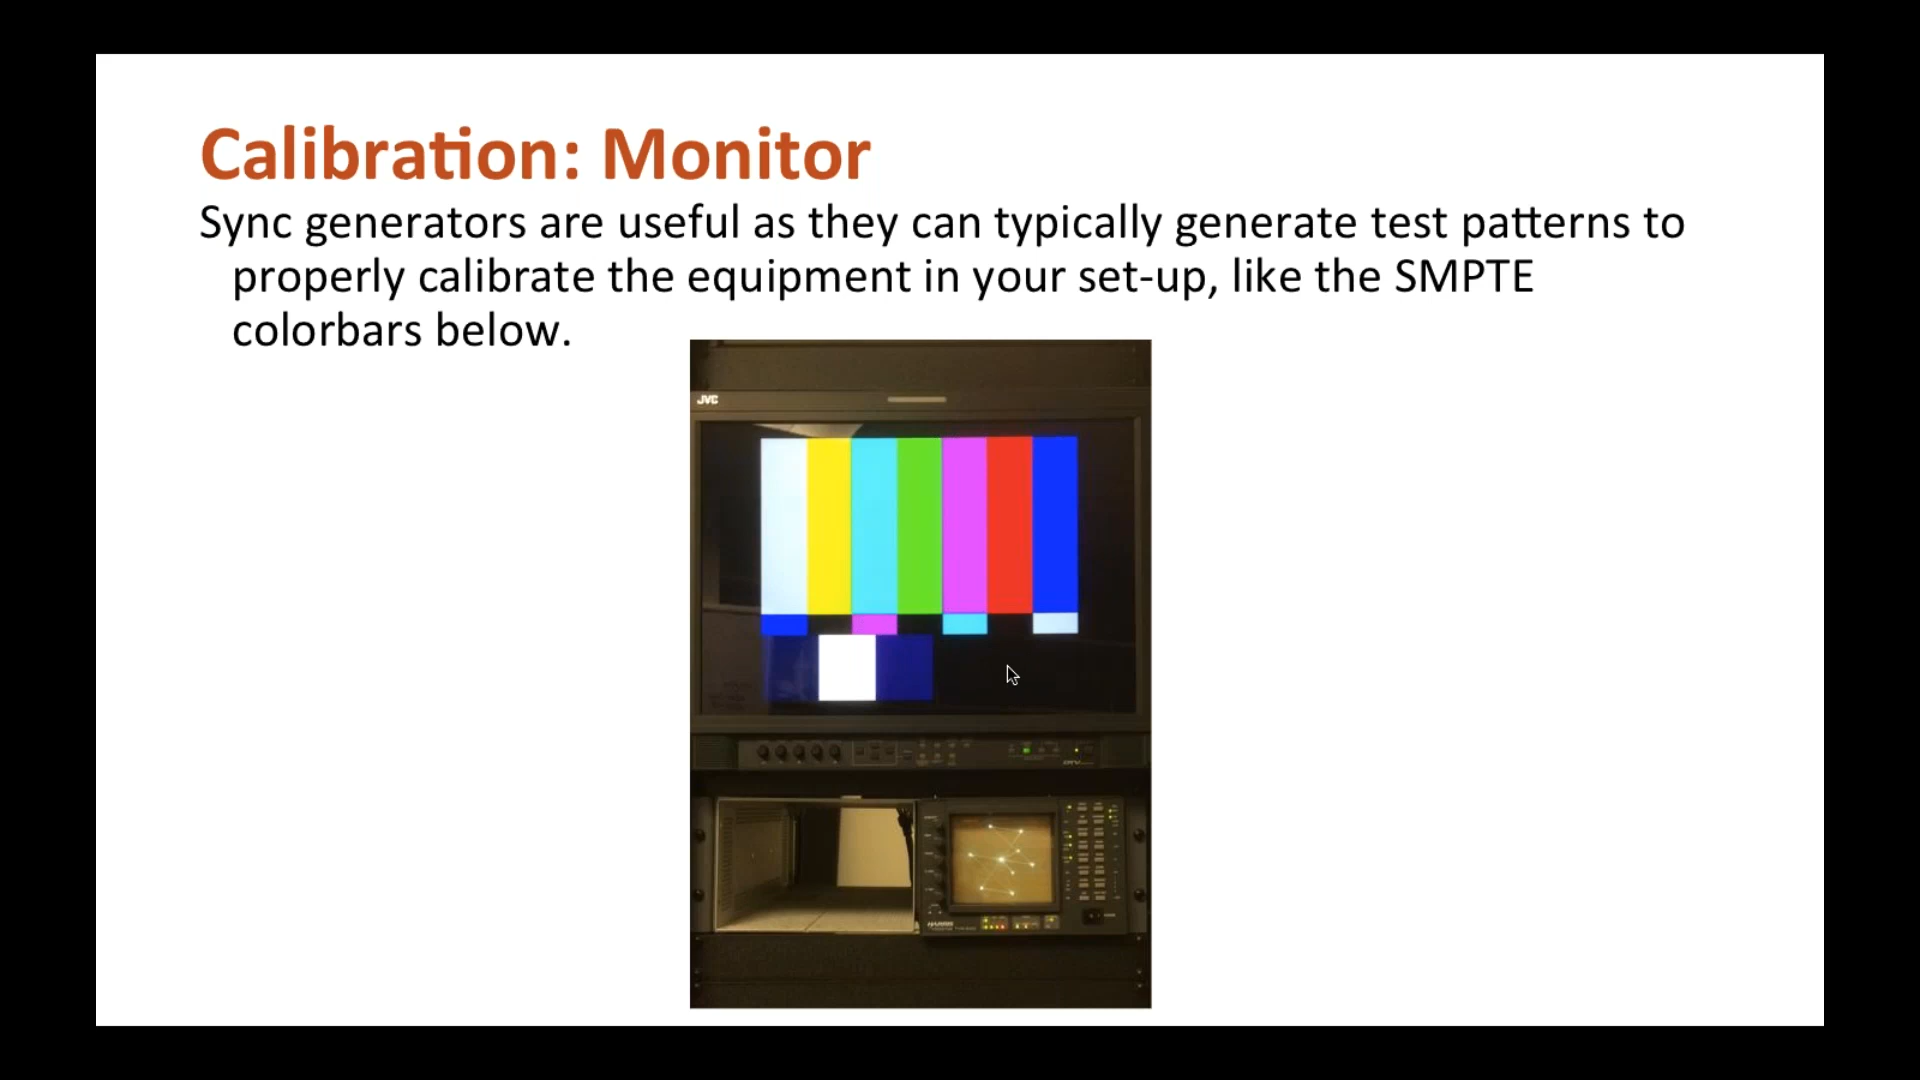 Calibration: Monitor
Sync generators are useful as they can typically generate test patterns to
properly calibrate the equipment in your set-up, like the SMPTE
colorbars below.
JVC
HARRIS